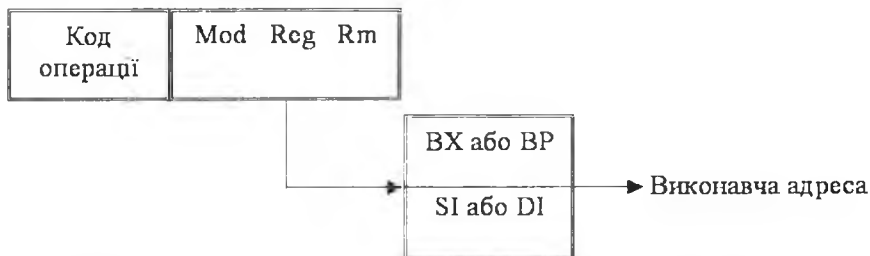 Код
операції
Mod Reg Rm
BX або BP
SI або DI
Виконавча адреса